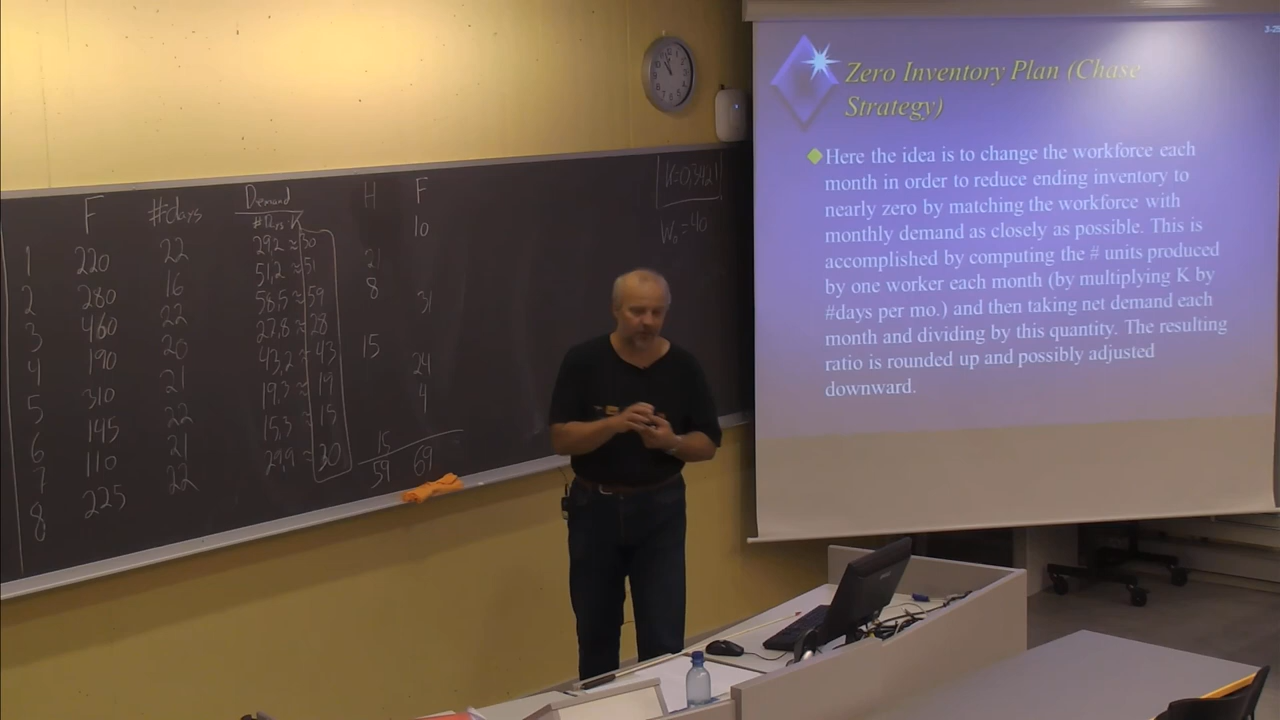 F #days Demand H F
#days K 10
1 220 22 29,2 ≈ 30
2 280 16 51,2 ≈ 51 21
3 460 22 58,5 ≈ 59 8 31
4 190 20 27,8 ≈ 28
5 310 21 43,2 ≈ 43 15 24
6 145 22 19,3 ≈ 19 4
7 110 21 15,3 ≈ 15
8 225 22 29,9 ≈ 30 15
59 69
K=0,3421
W₀=40
Zero Inventory Plan (Chase
Strategy)
Here the idea is to change the workforce each
month in order to reduce ending inventory to
nearly zero by matching the workforce with
monthly demand as closely as possible. This is
accomplished by computing the # units produced
by one worker each month (by multiplying K by
#days per mo.) and then taking net demand each
month and dividing by this quantity. The resulting
ratio is rounded up and possibly adjusted
downward.